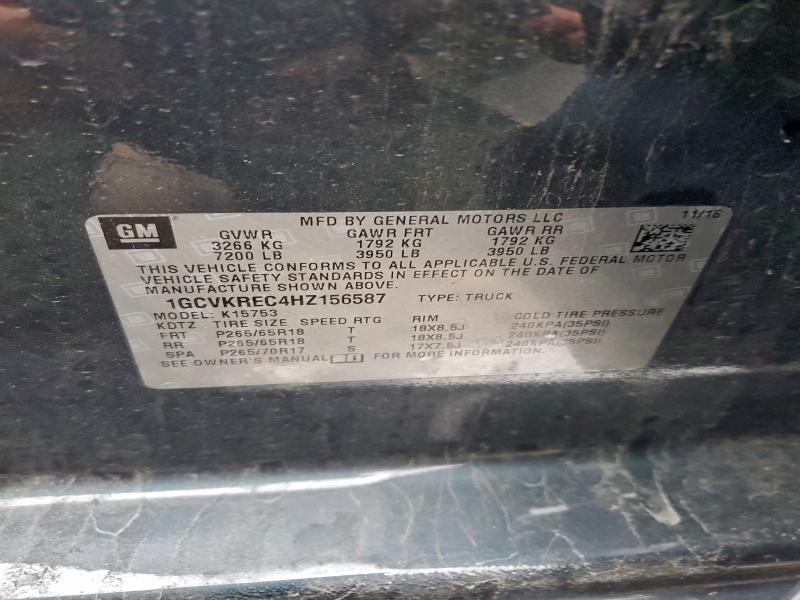 GM
MFD BY GENERAL MOTORS LLC
11/16
GVWR GAWR FRT GAWR RR
3266 KG 1792 KG 1792 KG
7200 LB 3950 LB 3950 LB
THIS VEHICLE CONFORMS TO ALL APPLICABLE U.S. FEDERAL MOTOR
VEHICLE SAFETY STANDARDS IN EFFECT ON THE DATE OF
MANUFACTURE SHOWN ABOVE.
1GCVKREC4HZ156587 TYPE: TRUCK
MODEL: K15753
KDTZ TIRE SIZE SPEED RTG RIM COLD TIRE PRESSURE
FRT P265/65R18 T 18X8.5J 240KPA(35PSI)
RR P265/65R18 T 18X8.5J 240KPA(35PSI)
SPA P265/70R17 S 17X7.5J 240KPA(35PSI)
SEE OWNER'S MANUAL FOR MORE INFORMATION.